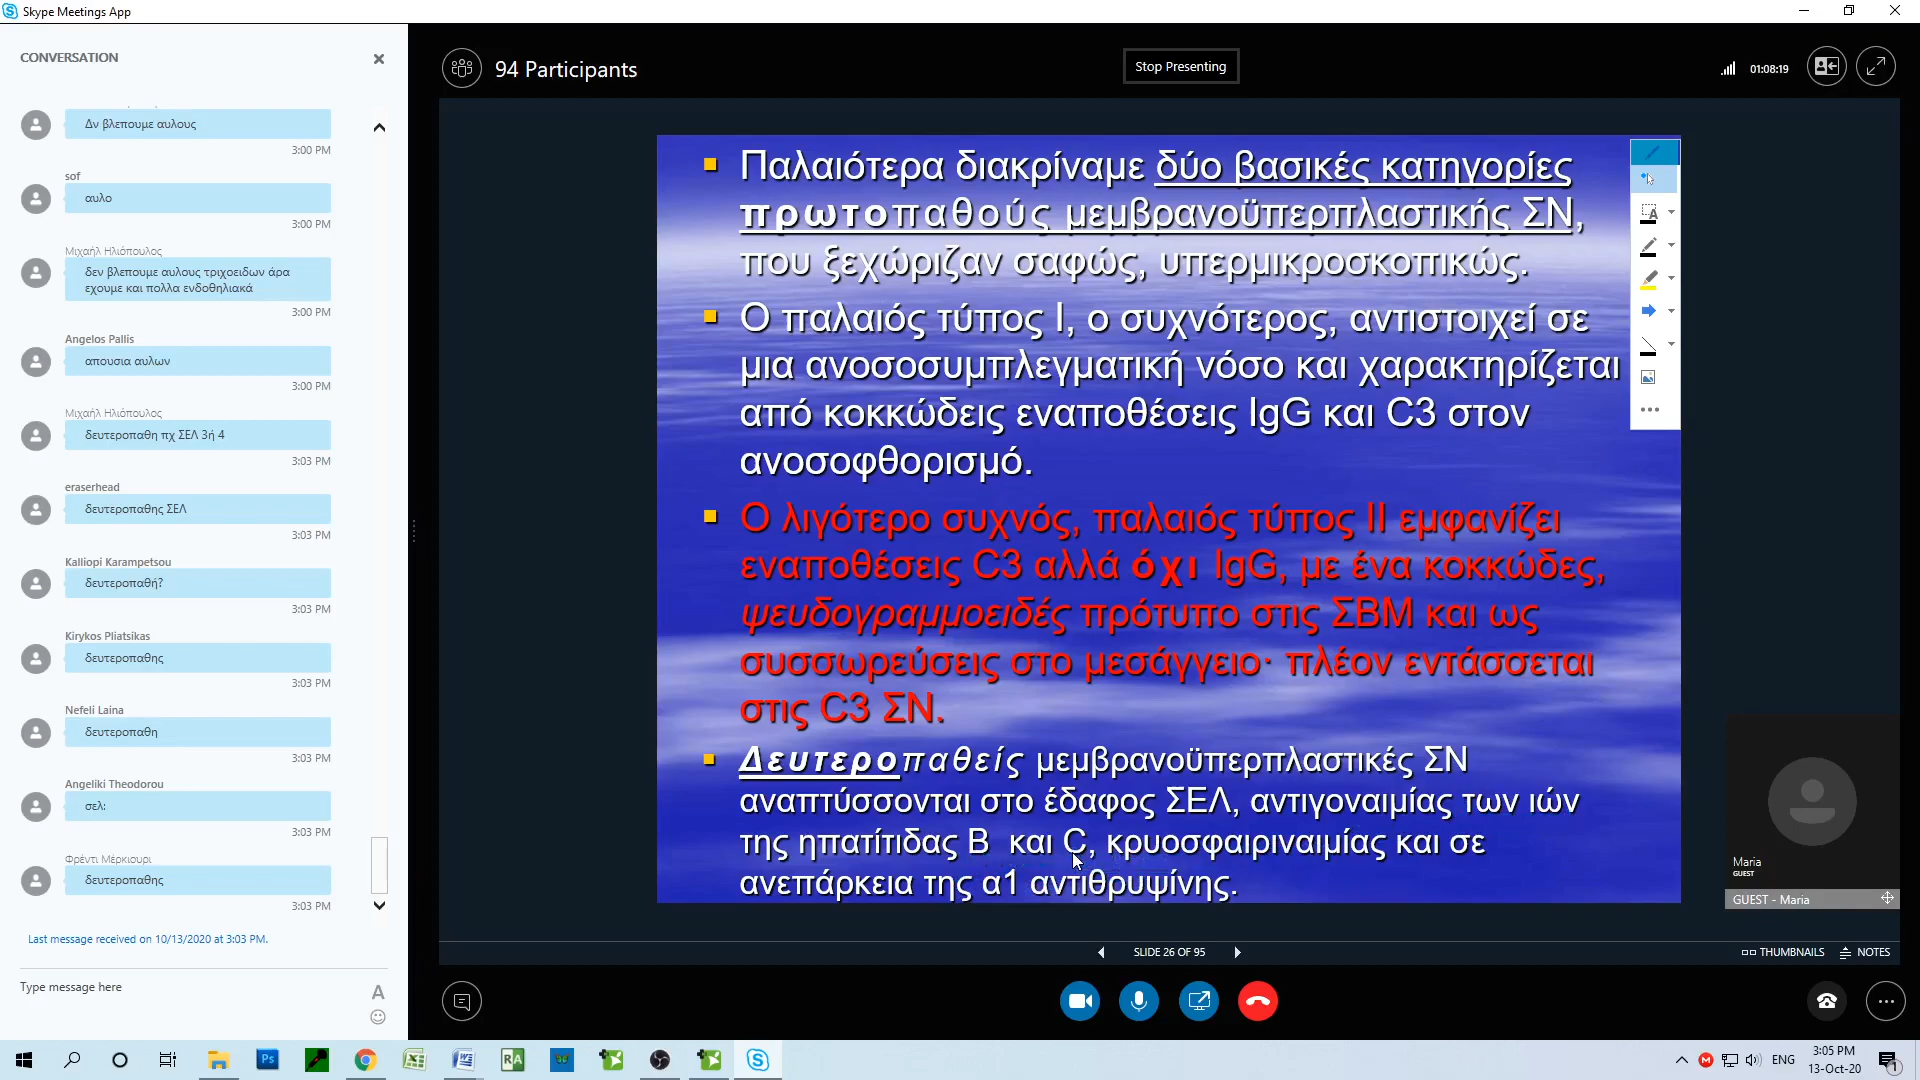 Skype Meetings App
CONVERSATION
Δν βλεπουμε αυλους
3:00 PM
sof
αυλο
3:00 PM
Μιχαήλ Ηλιόπουλος
δεν βλεπουμε αυλους τριχοειδων άρα
εχουμε και πολλα ενδοθηλιακά
3:00 PM
Angelos Pallis
απουσια αυλων
3:00 PM
Μιχαήλ Ηλιόπουλος
δευτεροπαθη πχ ΣΕΛ 3ή 4
3:03 PM
eraserhead
δευτεροπαθης ΣΕΛ
3:03 PM
Kalliopi Karampetsou
δευτεροπαθή?
3:03 PM
Kirykos Pliatsikas
δευτεροπαθης
3:03 PM
Nefeli Laina
δευτεροπαθη
3:03 PM
Angeliki Theodorou
σελ:
3:03 PM
Φρέντι Μέρκιουρι
δευτεροπαθης
3:03 PM
Last message received on 10/13/2020 at 3:03 PM.
Type message here
94 Participants
Stop Presenting
01:08:19
Παλαιότερα διακρίναμε δύο βασικές κατηγορίες
πρωτοπαθούς μεμβρανοϋπερπλαστικής ΣΝ,
που ξεχώριζαν σαφώς, υπερμικροσκοπικώς.
Ο παλαιός τύπος Ι, ο συχνότερος, αντιστοιχεί σε
μια ανοσοσυμπλεγματική νόσο και χαρακτηρίζεται
από κοκκώδεις εναποθέσεις IgG και C3 στον
ανοσοφθορισμό.
Ο λιγότερο συχνός, παλαιός τύπος ΙΙ εμφανίζει
εναποθέσεις C3 αλλά όχι IgG, με ένα κοκκώδες,
ψευδογραμμοειδές πρότυπο στις ΣΒΜ και ως
συσσωρεύσεις στο μεσάγγειο· πλέον εντάσσεται
στις C3 ΣΝ.
Δευτεροπαθείς μεμβρανοϋπερπλαστικές ΣΝ
αναπτύσσονται στο έδαφος ΣΕΛ, αντιγοναιμίας των ιών
της ηπατίτιδας Β και C, κρυοσφαιριναιμίας και σε
ανεπάρκεια της α1 αντιθρυψίνης.
Maria
GUEST
GUEST - Maria
SLIDE 26 OF 95
THUMBNAILS
NOTES
ENG
3:05 PM
13-Oct-20